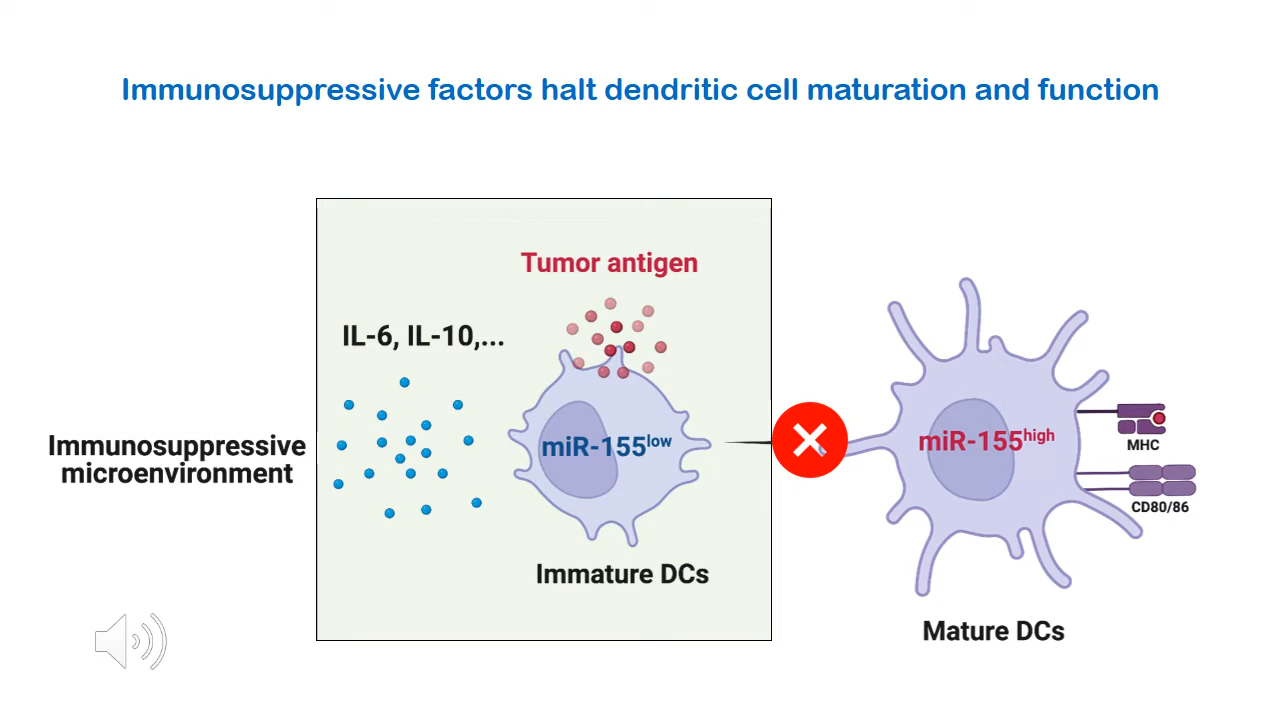 Immunosuppressive factors halt dendritic cell maturation and function
Tumor antigen
IL-6, IL-10,...
Immunosuppressive
microenvironment
miR-155low
Immature DCs
miR-155high
MHC
CD80/86
Mature DCs